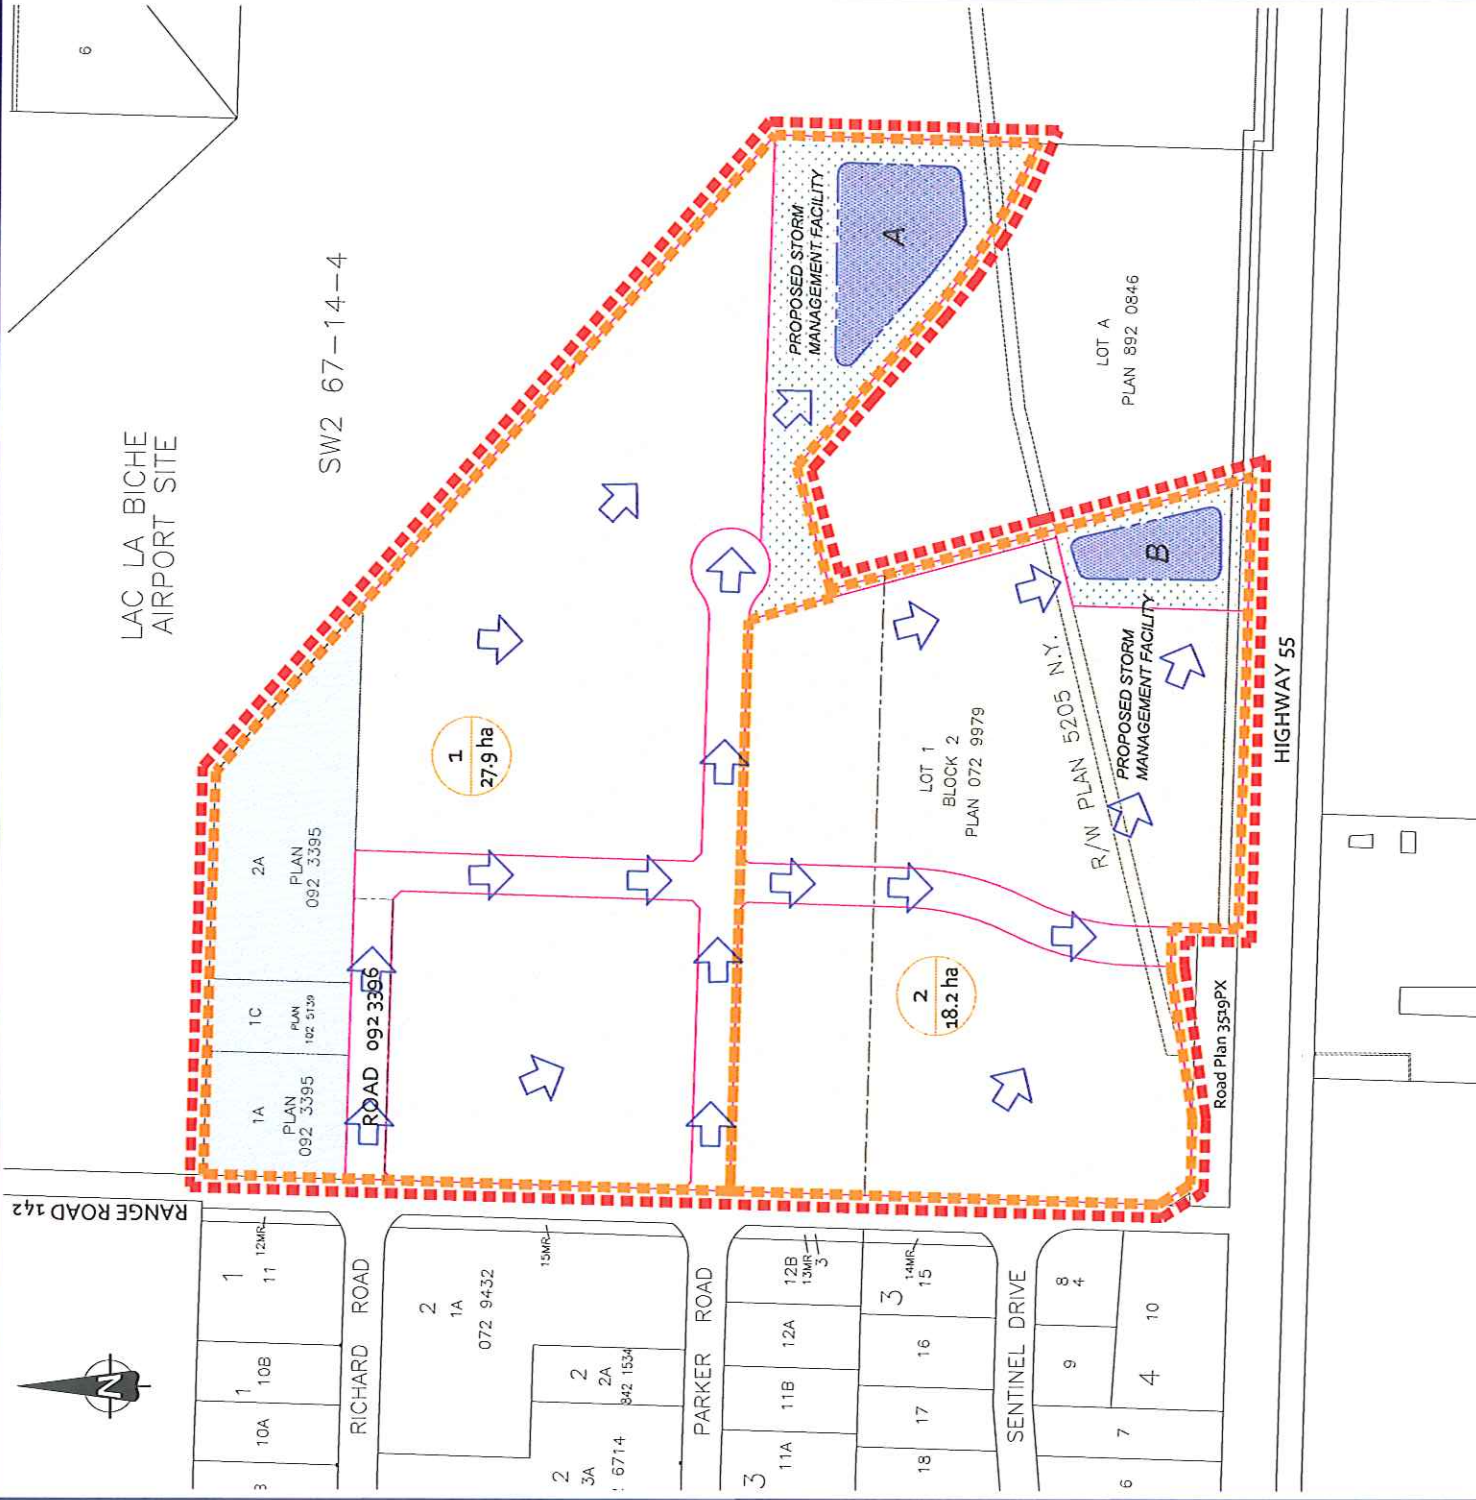 6
LAC LA BICHE
AIRPORT SITE
SW2 67-14-4
PROPOSED STORM
MANAGEMENT FACILITY
A
LOT A
PLAN 892 0846
1
27.9 ha
2A
PLAN
092 3395
1C
PLAN
102 5139
1A
PLAN
092 3395
ROAD 092 3396
LOT 1
BLOCK 2
PLAN 072 9979
R/W PLAN 5205 N.Y.
B
PROPOSED STORM
MANAGEMENT FACILITY
2
18.2 ha
Road Plan 3519PX
HIGHWAY 55
RANGE ROAD 142
N
1
11
12MR
1
10B
10A
RICHARD ROAD
2
1A
072 9432
15MR
2
2A
842 1534
2
3A
6714
PARKER ROAD
12B
13MR
3
12A
11B
11A
3
3
14MR
15
16
17
18
SENTINEL DRIVE
8
4
9
10
4
7
6